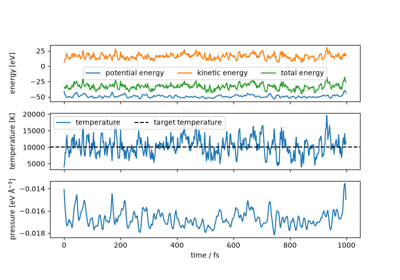 energy [eV]
25
0
−25
−50
potential energy kinetic energy total energy
temperature [K]
20000
15000
10000
5000
temperature target temperature
pressure [eV Å⁻³]
−0.014
−0.016
−0.018
0 200 400 600 800 1000
time / fs